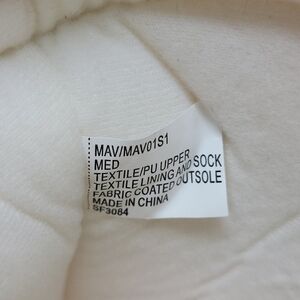 MAV/MAV01S1
MED
TEXTILE/PU UPPER
TEXTILE LINING AND SOCK
FABRIC COATED OUTSOLE
MADE IN CHINA
SF3084